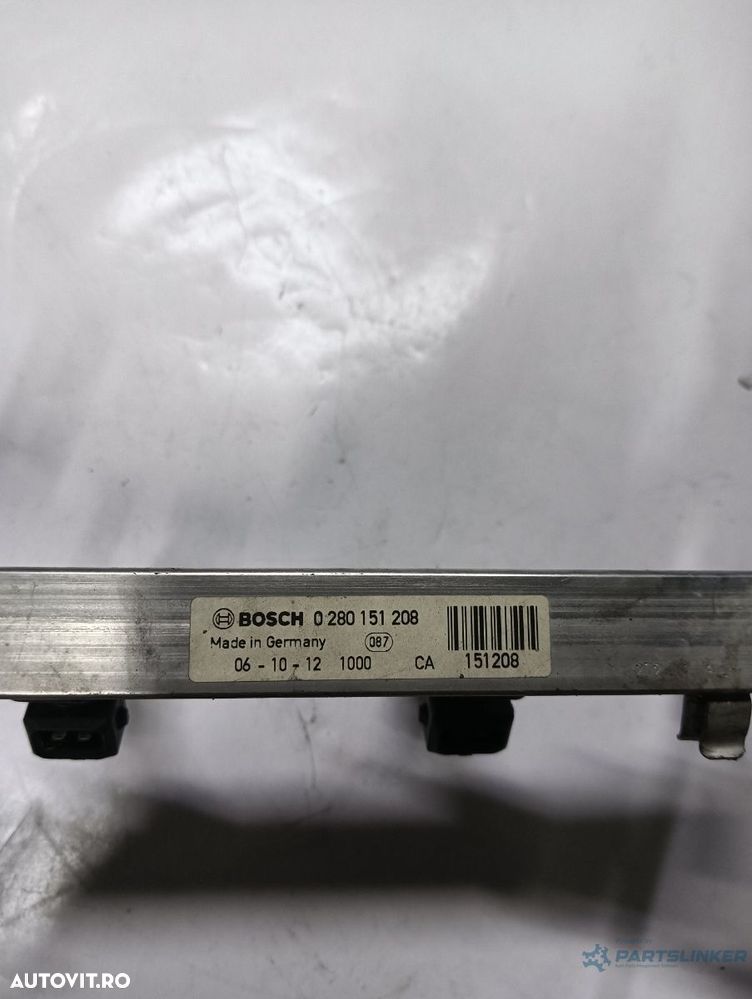 BOSCH 0 280 151 208
Made in Germany 087
06 - 10 - 12 1000 CA 151208
PARTSLINKER
AUTOVIT.RO